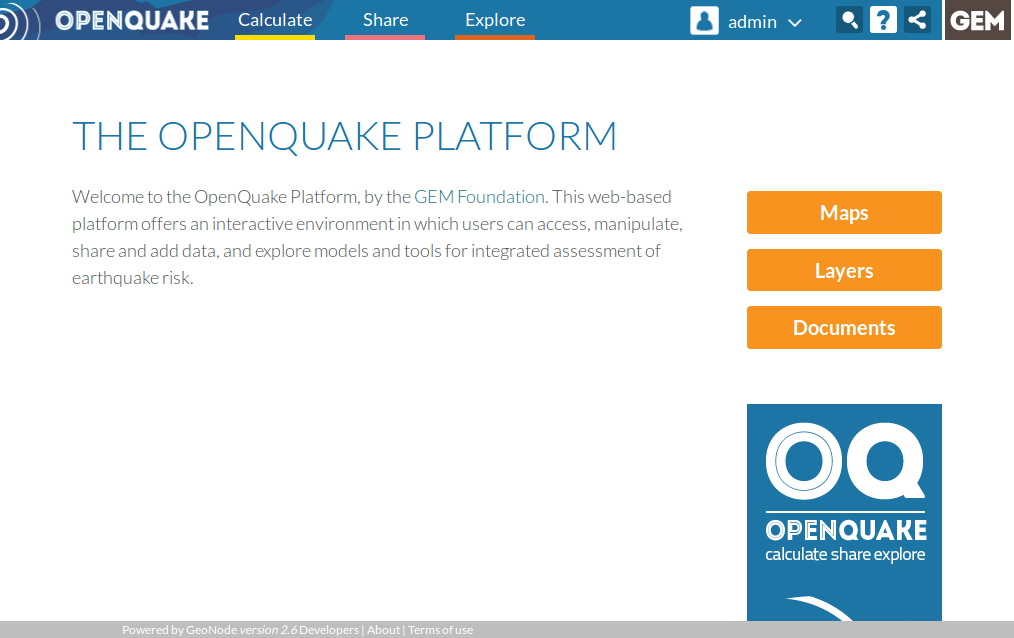 OPENQUAKE Calculate Share Explore admin ? GEM
THE OPENQUAKE PLATFORM
Welcome to the OpenQuake Platform, by the GEM Foundation. This web-based
platform offers an interactive environment in which users can access, manipulate,
share and add data, and explore models and tools for integrated assessment of
earthquake risk.
Maps
Layers
Documents
OQ
OPENQUAKE
calculate share explore
Powered by GeoNode version 2.6 Developers | About | Terms of use